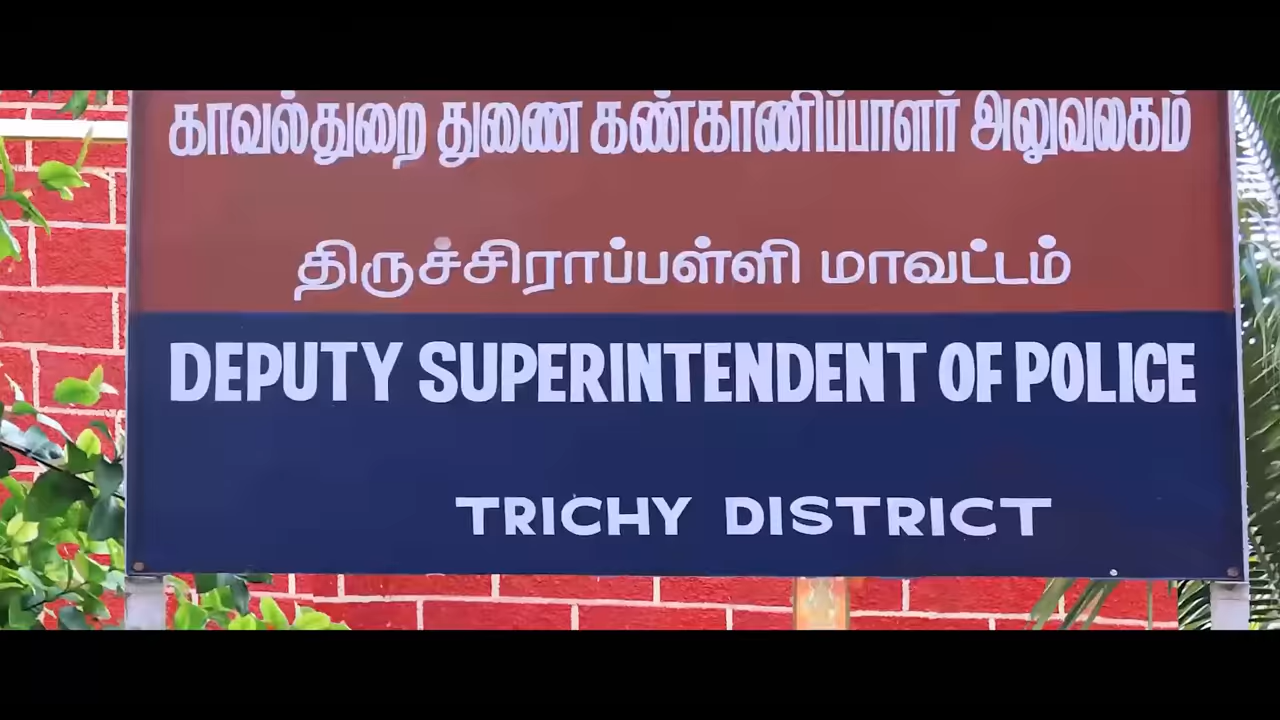 காவல்துறை துணை கண்காணிப்பாளர் அலுவலகம்
திருச்சிராப்பள்ளி மாவட்டம்
DEPUTY SUPERINTENDENT OF POLICE
TRICHY DISTRICT